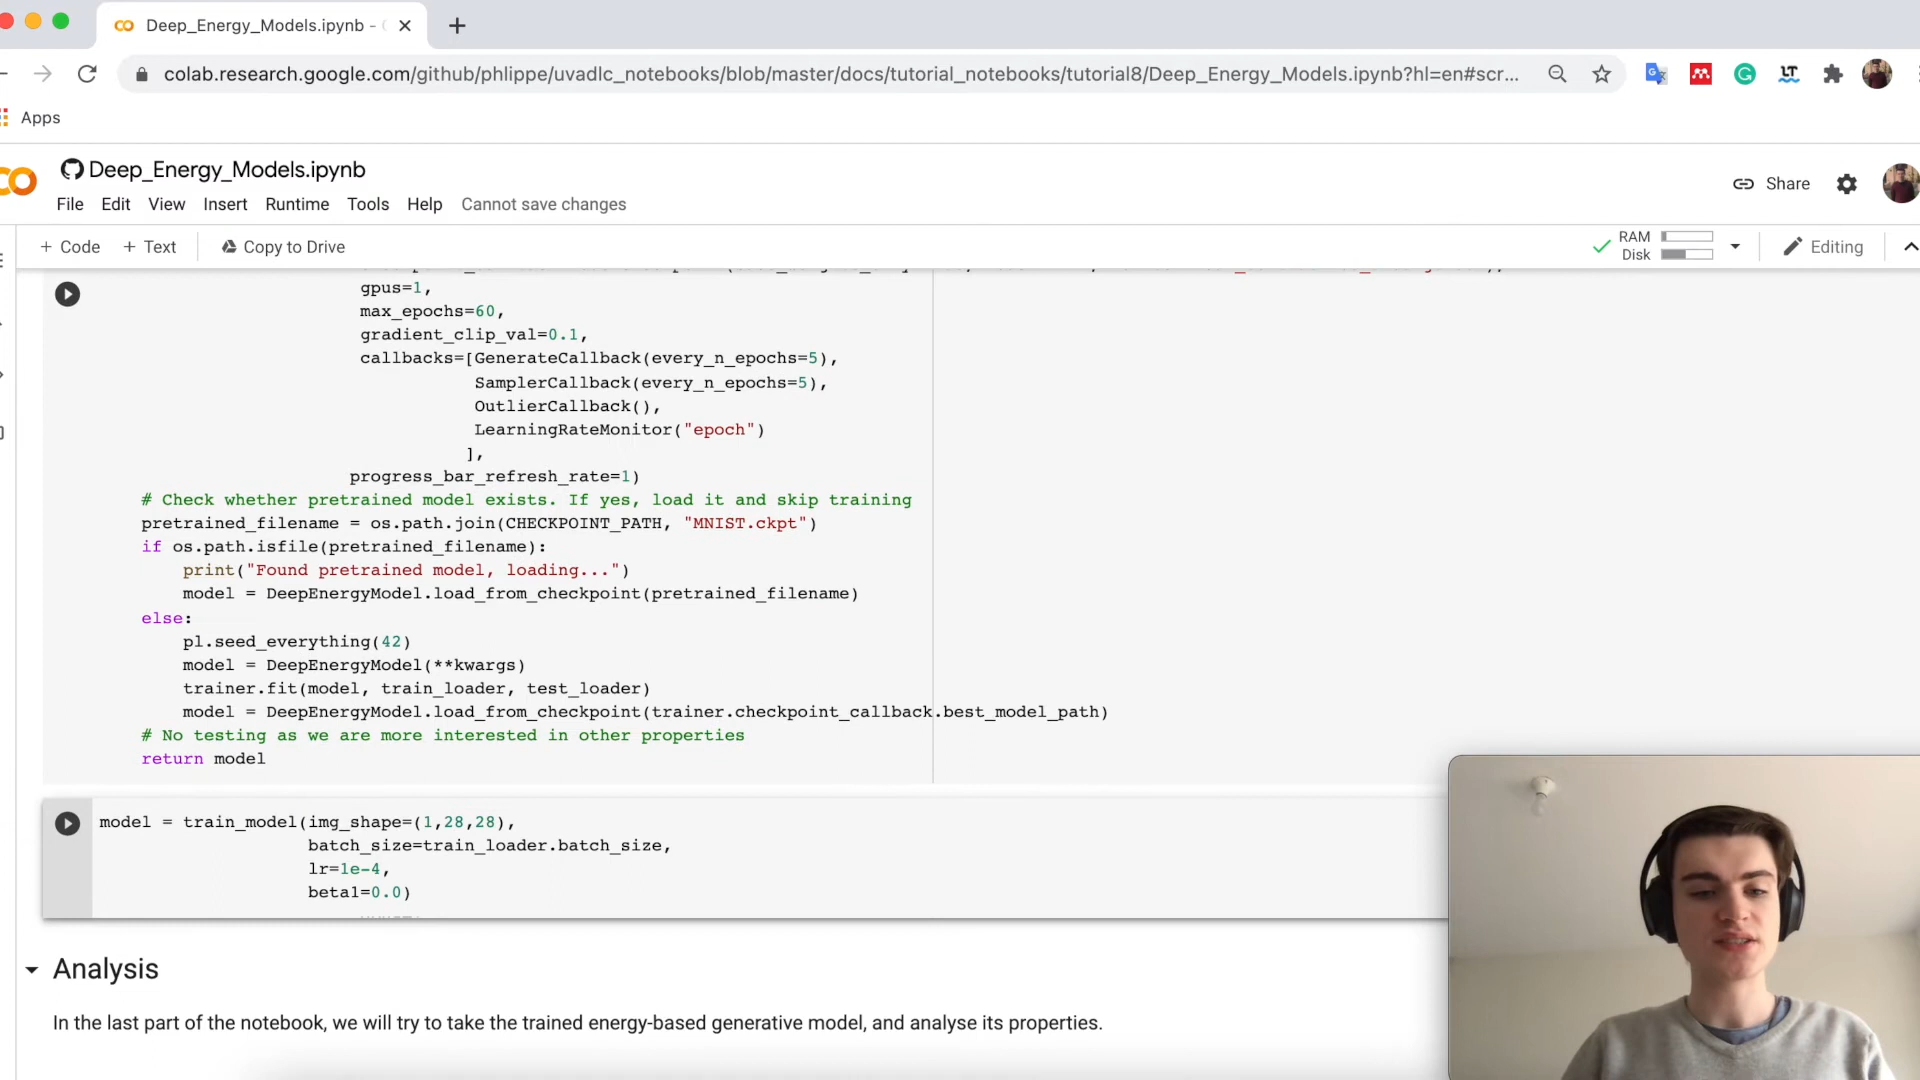 Deep_Energy_Models.ipynb -
colab.research.google.com/github/phlippe/uvadlc_notebooks/blob/master/docs/tutorial_notebooks/tutorial8/Deep_Energy_Models.ipynb?hl=en#scr...
Apps
Deep_Energy_Models.ipynb
Share
File Edit View Insert Runtime Tools Help Cannot save changes
+ Code + Text Copy to Drive
RAM
Disk
Editing
gpus=1,
max_epochs=60,
gradient_clip_val=0.1,
callbacks=[GenerateCallback(every_n_epochs=5),
SamplerCallback(every_n_epochs=5),
OutlierCallback(),
LearningRateMonitor("epoch")
],
progress_bar_refresh_rate=1)
# Check whether pretrained model exists. If yes, load it and skip training
pretrained_filename = os.path.join(CHECKPOINT_PATH, "MNIST.ckpt")
if os.path.isfile(pretrained_filename):
print("Found pretrained model, loading...")
model = DeepEnergyModel.load_from_checkpoint(pretrained_filename)
else:
pl.seed_everything(42)
model = DeepEnergyModel(**kwargs)
trainer.fit(model, train_loader, test_loader)
model = DeepEnergyModel.load_from_checkpoint(trainer.checkpoint_callback.best_model_path)
# No testing as we are more interested in other properties
return model
model = train_model(img_shape=(1,28,28),
batch_size=train_loader.batch_size,
lr=1e-4,
beta1=0.0)
Analysis
In the last part of the notebook, we will try to take the trained energy-based generative model, and analyse its properties.